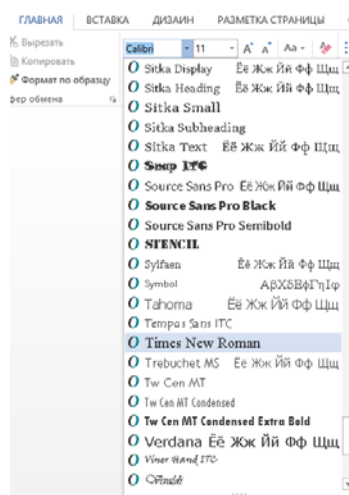 ГЛАВНАЯ ВСТАВКА ДИЗАЙН РАЗМЕТКА СТРАНИЦЫ
Вырезать
Копировать
Формат по образцу
фер обмена
Calibri 11 Aa
Sitka Display Ёё Жж Йй Фф Щщ
Sitka Heading Ёё Жж Йй Фф Щщ
Sitka Small
Sitka Subheading
Sitka Text Ёё Жж Йй Фф Щщ
Snap ITC
Source Sans Pro Ёё Жж Йй Фф Щщ
Source Sans Pro Black
Source Sans Pro Semibold
STENCIL
Sylfaen Ёё Жж Йй Фф Щщ
Symbol ΑβΧδΕϕΓηΙφ
Tahoma Ёё Жж Йй Фф Щщ
Tempus Sans ITC
Times New Roman
Trebuchet MS Ёё Жж Йй Фф Щщ
Tw Cen MT
Tw Cen MT Condensed
Tw Cen MT Condensed Extra Bold
Verdana Ёё Жж Йй Фф Щщ
Viner Hand ITC
Vivaldi